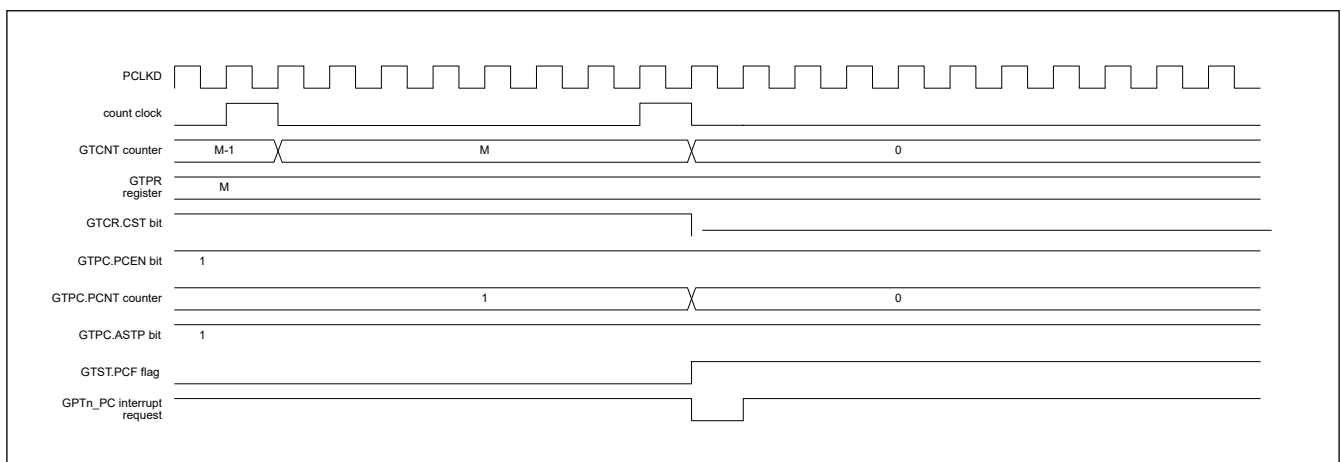 PCLKD
count clock
GTCNT counter M-1 M 0
GTPR
register
M
GTCR.CST bit
GTPC.PCEN bit 1
GTPC.PCNT counter 1 0
GTPC.ASTP bit 1
GTST.PCF flag
GPTn_PC interrupt
request